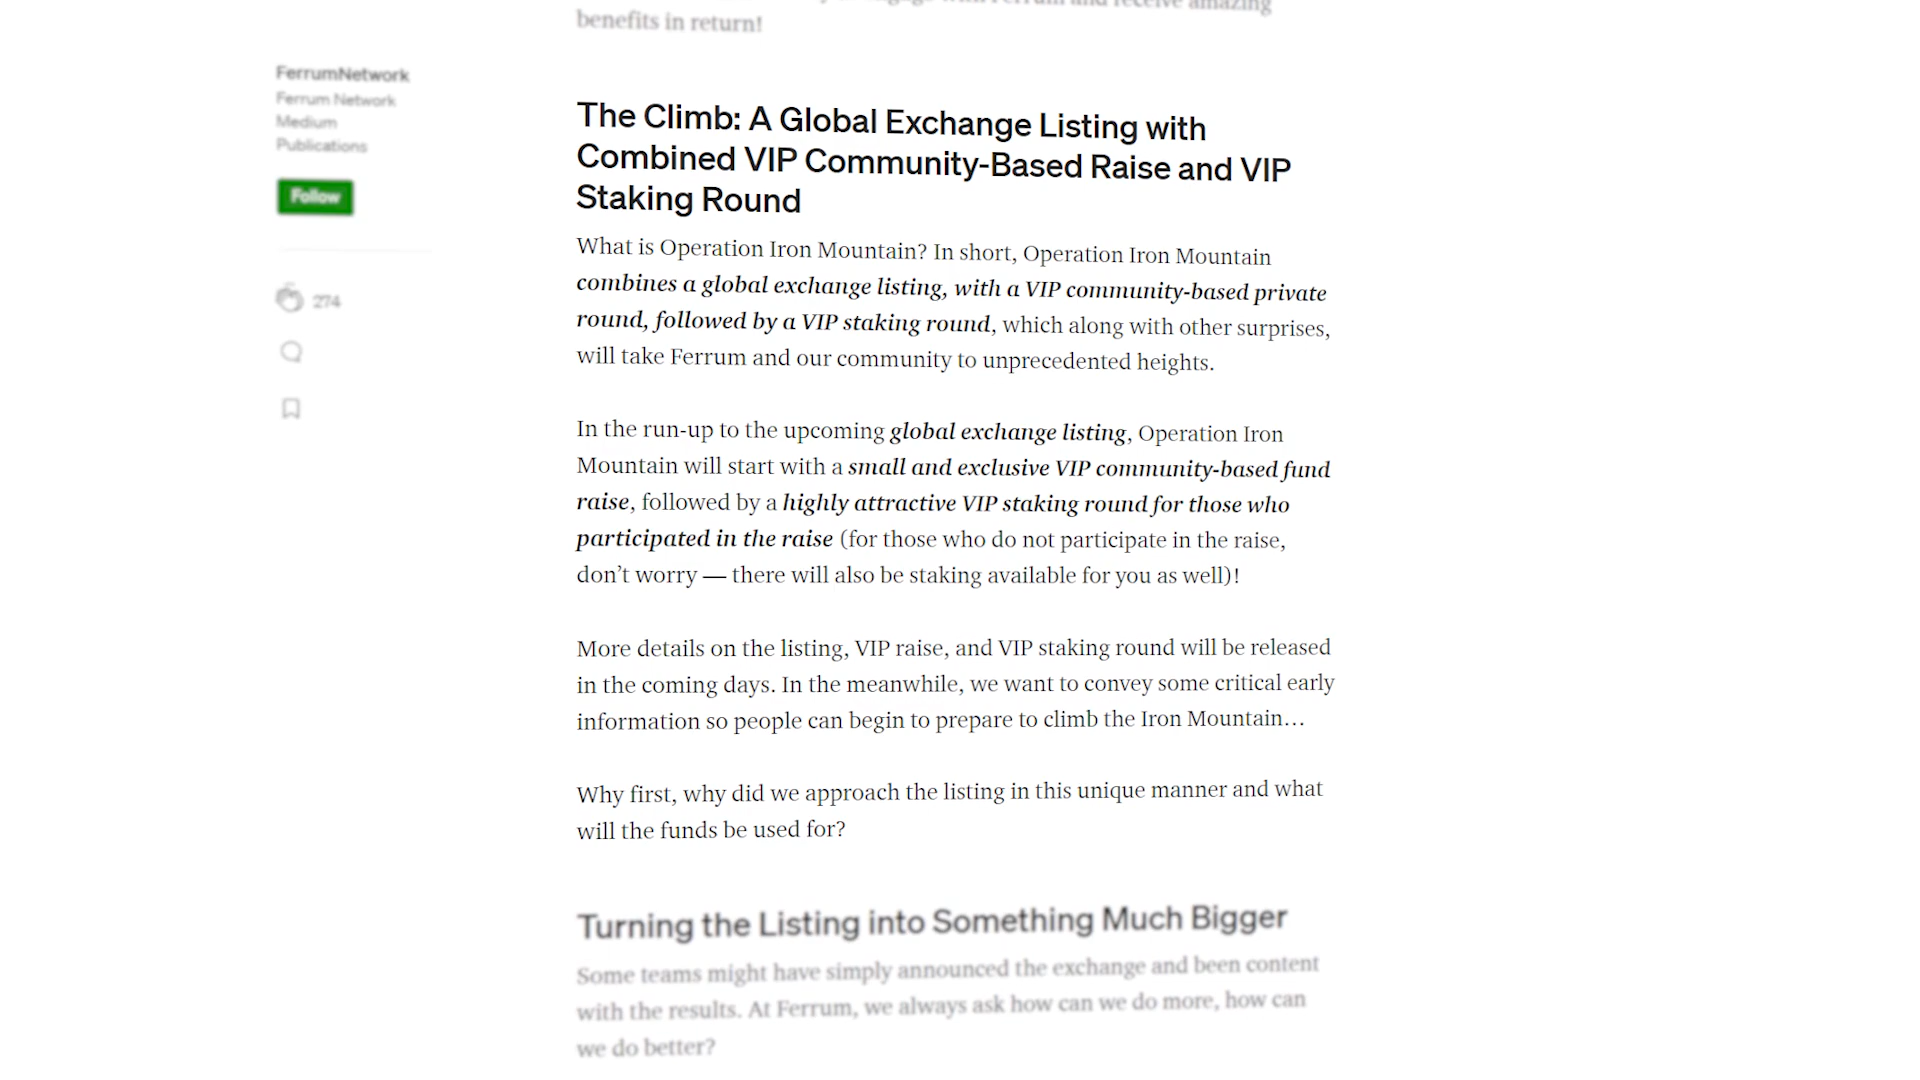 and receive amazing
benefits in return!
FerrumNetwork
Ferrum Network
Medium
Publications
Follow
274
The Climb: A Global Exchange Listing with
Combined VIP Community-Based Raise and VIP
Staking Round
What is Operation Iron Mountain? In short, Operation Iron Mountain
combines a global exchange listing, with a VIP community-based private
round, followed by a VIP staking round, which along with other surprises,
will take Ferrum and our community to unprecedented heights.
In the run-up to the upcoming global exchange listing, Operation Iron
Mountain will start with a small and exclusive VIP community-based fund
raise, followed by a highly attractive VIP staking round for those who
participated in the raise (for those who do not participate in the raise,
don’t worry — there will also be staking available for you as well)!
More details on the listing, VIP raise, and VIP staking round will be released
in the coming days. In the meanwhile, we want to convey some critical early
information so people can begin to prepare to climb the Iron Mountain…
Why first, why did we approach the listing in this unique manner and what
will the funds be used for?
Turning the Listing into Something Much Bigger
Some teams might have simply announced the exchange and been content
with the results. At Ferrum, we always ask how can we do more, how can
we do better?